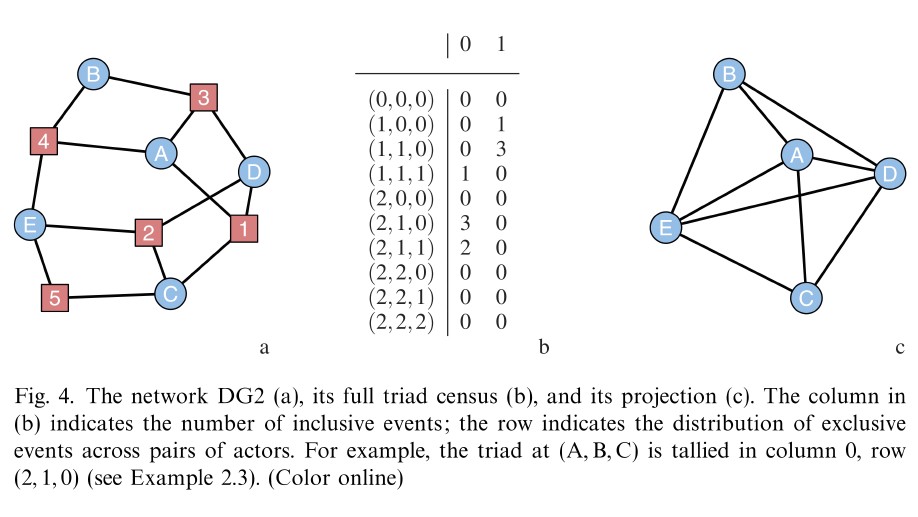 B
3
4
A
D
E
2
1
5
C
a
0 1
(0,0,0) 0 0
(1,0,0) 0 1
(1,1,0) 0 3
(1,1,1) 1 0
(2,0,0) 0 0
(2,1,0) 3 0
(2,1,1) 2 0
(2,2,0) 0 0
(2,2,1) 0 0
(2,2,2) 0 0
b
B
A
D
E
C
c
Fig. 4. The network DG2 (a), its full triad census (b), and its projection (c). The column in
(b) indicates the number of inclusive events; the row indicates the distribution of exclusive
events across pairs of actors. For example, the triad at (A, B, C) is tallied in column 0, row
(2, 1, 0) (see Example 2.3). (Color online)